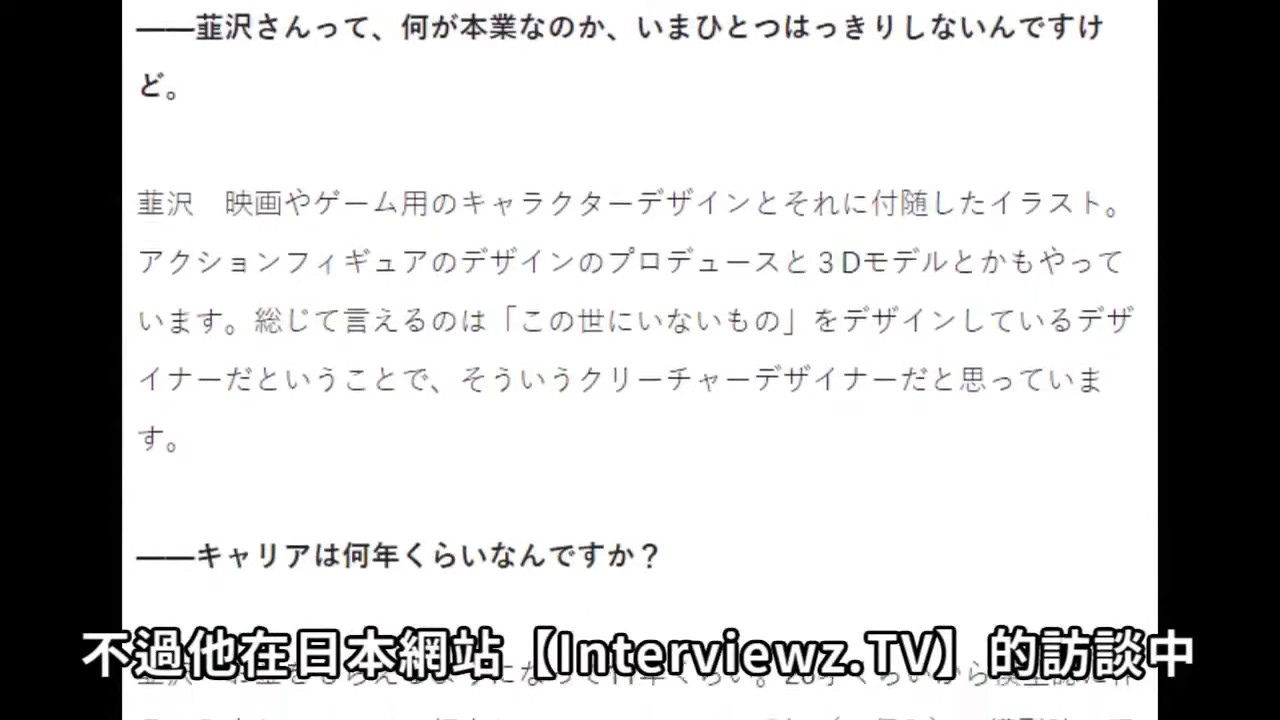 ——韮沢さんって、何が本業なのか、いまひとつはっきりしないんですけ
ど。
韮沢　映画やゲーム用のキャラクターデザインとそれに付随したイラスト。
アクションフィギュアのデザインのプロデュースと３Dモデルとかもやって
います。総じて言えるのは「この世にいないもの」をデザインしているデザ
イナーだということで、そういうクリーチャーデザイナーだと思っていま
す。
——キャリアは何年くらいなんですか？
不過他在日本網站【Interviewz.TV】的訪談中